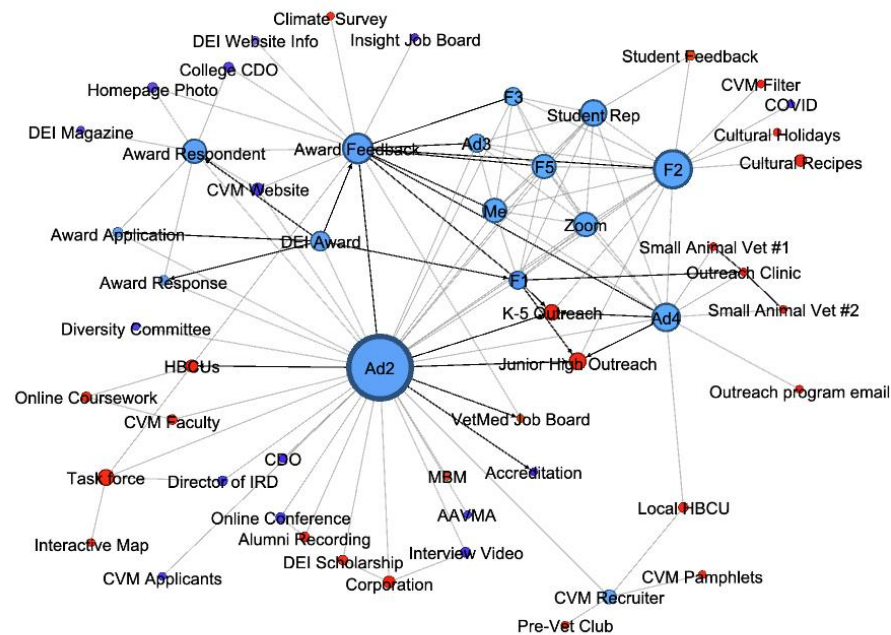 Climate Survey
DEI Website Info
Insight Job Board
College CDO
Student Feedback
Homepage Photo
CVM Filter
F3
COVID
Student Rep
DEI Magazine
Cultural Holidays
Award Respondent
Award Feedback
Ad3
F5
F2
Cultural Recipes
CVM Website
Me
Zoom
Award Application
DEI Award
Small Animal Vet #1
Outreach Clinic
Award Response
F1
K-5 Outreach
Small Animal Vet #2
Ad4
Diversity Committee
HBCUs
Ad2
Junior High Outreach
Online Coursework
Outreach program email
CVM Faculty
VetMed Job Board
CDO
Task force
Director of IRD
MBM
Accreditation
Online Conference
AAVMA
Local HBCU
Alumni Recording
Interactive Map
DEI Scholarship
Interview Video
CVM Applicants
Corporation
CVM Pamphlets
CVM Recruiter
Pre-Vet Club